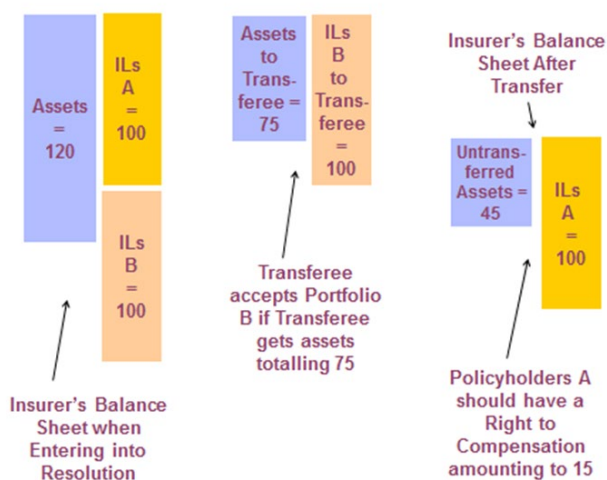 Assets
=
120
ILs
A
=
100
ILs
B
=
100
Insurer's Balance
Sheet when
Entering into
Resolution
Assets
to
Trans-
feree =
75
ILs
B
to
Trans-
feree
=
100
Transferee
accepts Portfolio
B if Transferee
gets assets
totalling 75
Insurer's Balance
Sheet After
Transfer
Untrans-
ferred
Assets =
45
ILs
A
=
100
Policyholders A
should have a
Right to
Compensation
amounting to 15